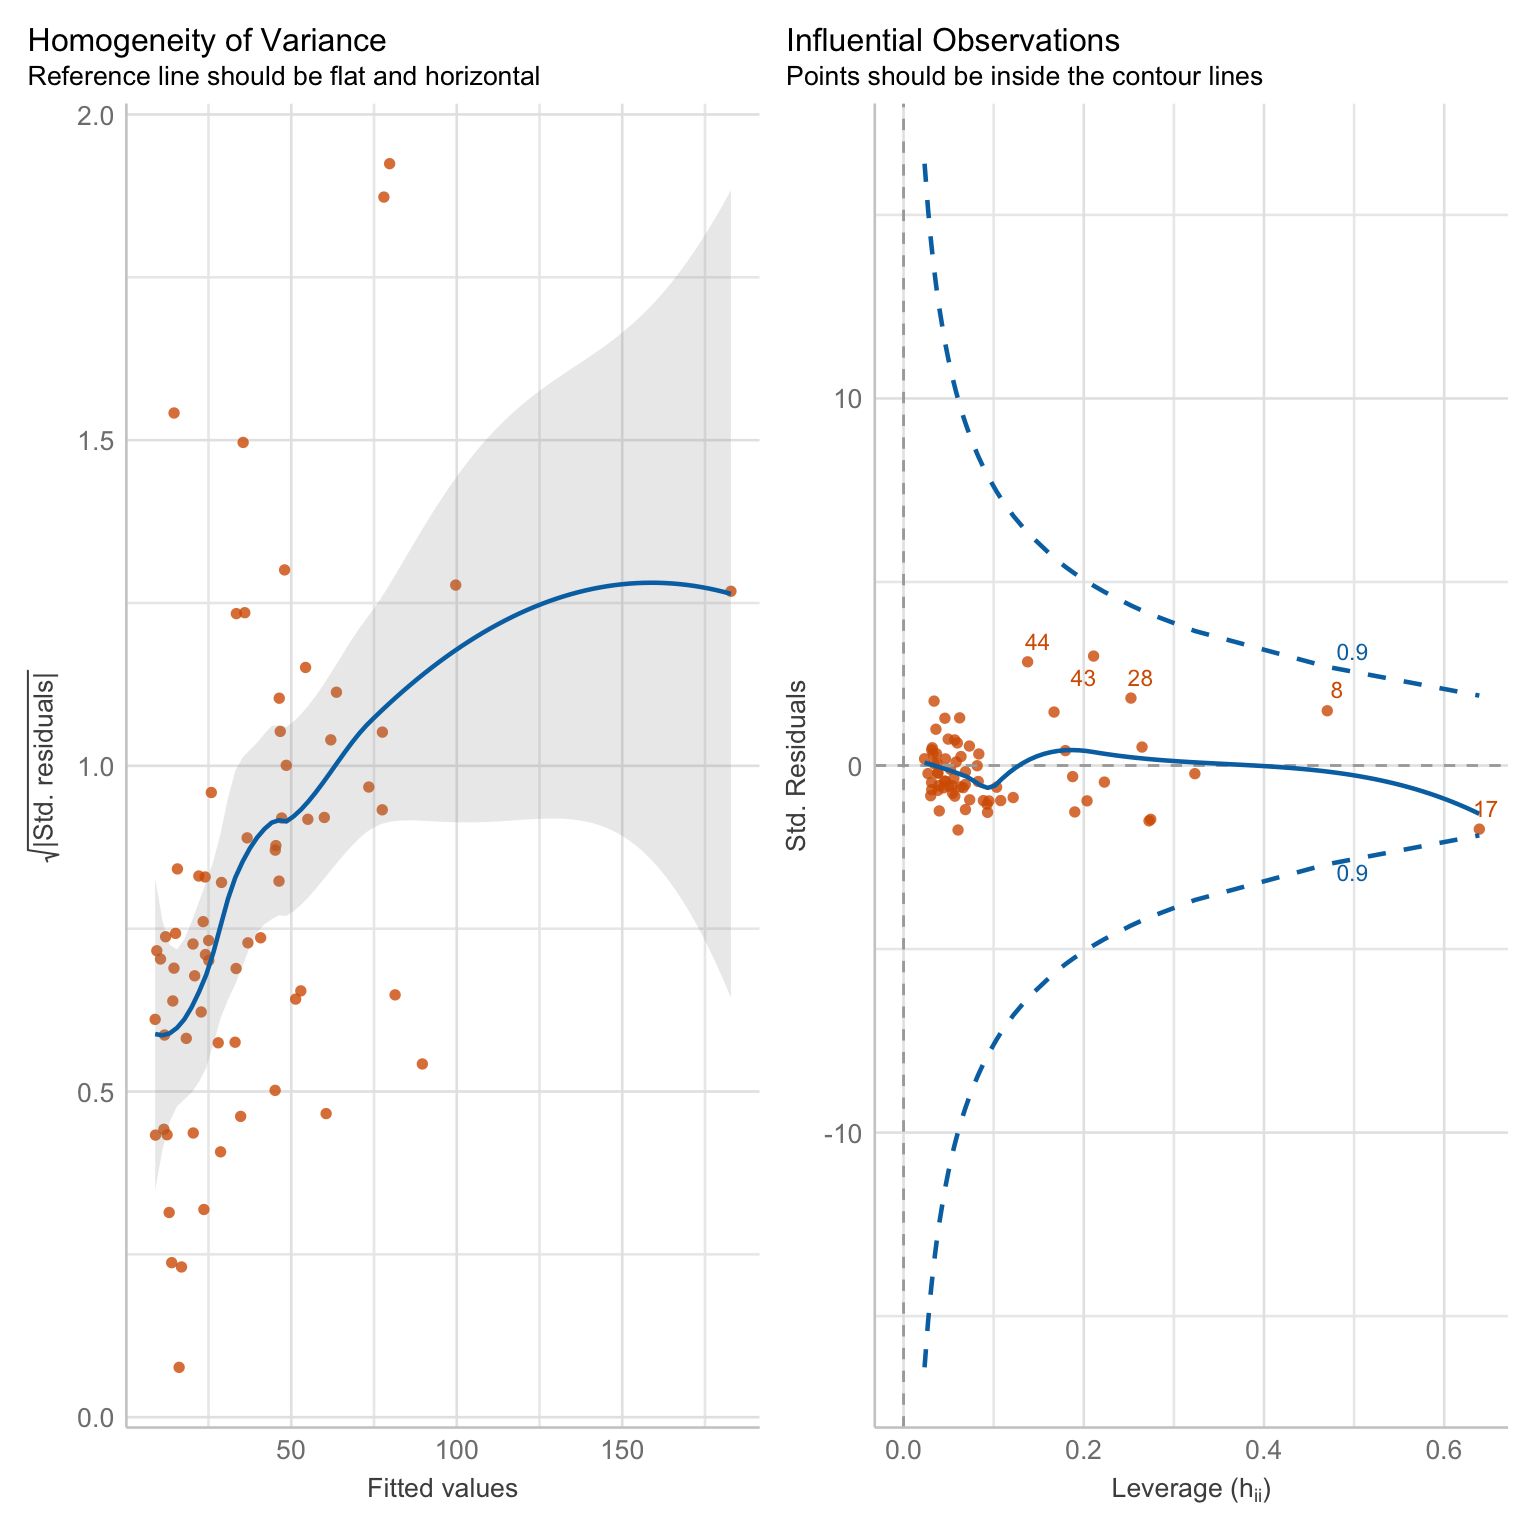 Homogeneity of Variance
Reference line should be flat and horizontal
2.0
1.5
1.0
0.5
0.0
50 100 150
√|Std. residuals|
Fitted values
Influential Observations
Points should be inside the contour lines
10
0
-10
44
43
28
0.9
8
17
0.9
0.0 0.2 0.4 0.6
Std. Residuals
Leverage (hii)